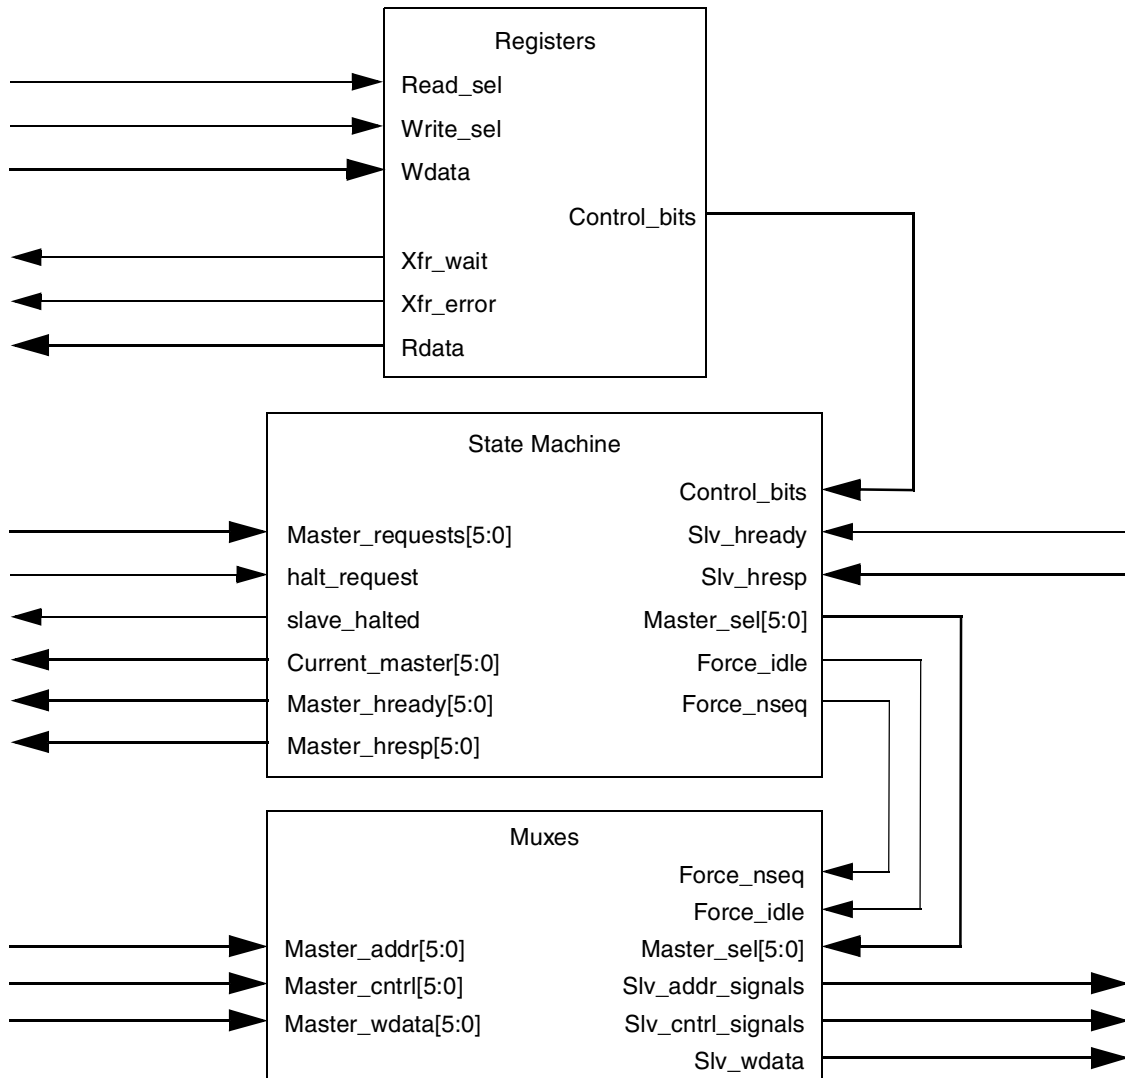 Registers
Read_sel
Write_sel
Wdata
Control_bits
Xfr_wait
Xfr_error
Rdata
State Machine
Control_bits
Master_requests[5:0] Slv_hready
halt_request Slv_hresp
slave_halted Master_sel[5:0]
Current_master[5:0] Force_idle
Master_hready[5:0] Force_nseq
Master_hresp[5:0]
Muxes
Force_nseq
Force_idle
Master_addr[5:0] Master_sel[5:0]
Master_cntrl[5:0] Slv_addr_signals
Master_wdata[5:0] Slv_cntrl_signals
Slv_wdata